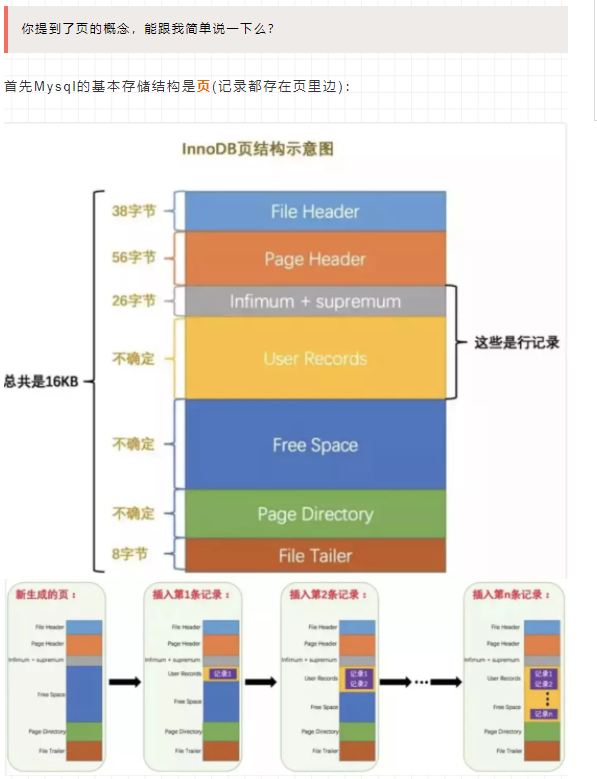 你提到了页的概念，能跟我简单说一下么？
首先Mysql的基本存储结构是页(记录都存在页里边)：
InnoDB页结构示意图
38字节
File Header
56字节
Page Header
26字节
Infimum + supremum
这些是行记录
不确定
User Records
总共是16KB
不确定
Free Space
不确定
Page Directory
8字节
File Tailer
新生成的页：
File Header
Page Header
Infimum + supremum
Free Space
Page Directory
File Trailer
插入第1条记录：
File Header
Page Header
Infimum + supremum
User Records
记录1
Free Space
Page Directory
File Trailer
插入第2条记录：
File Header
Page Header
Infimum + supremum
User Records
记录1
记录2
Free Space
Page Directory
File Trailer
插入第n条记录：
File Header
Page Header
Infimum + supremum
User Records
记录1
记录2
Free Space
记录n
Page Directory
File Trailer